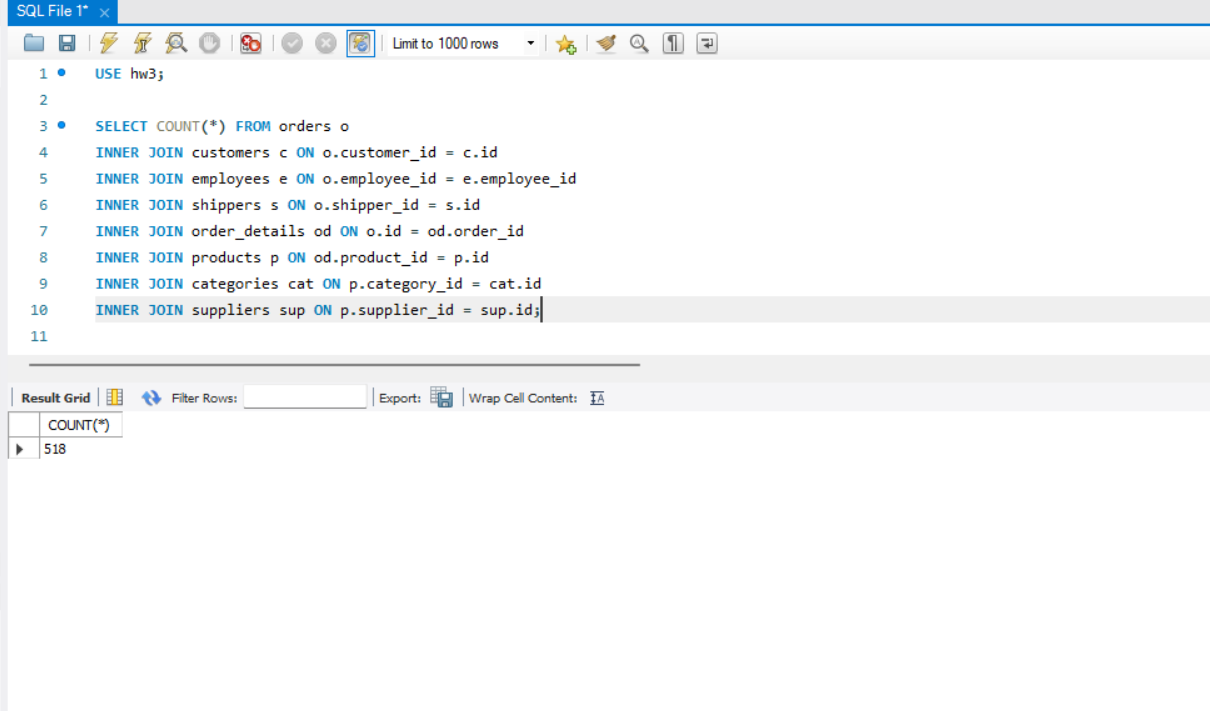 SQL File 1*
Limit to 1000 rows
1 USE hw3;
2
3 SELECT COUNT(*) FROM orders o
4 INNER JOIN customers c ON o.customer_id = c.id
5 INNER JOIN employees e ON o.employee_id = e.employee_id
6 INNER JOIN shippers s ON o.shipper_id = s.id
7 INNER JOIN order_details od ON o.id = od.order_id
8 INNER JOIN products p ON od.product_id = p.id
9 INNER JOIN categories cat ON p.category_id = cat.id
10 INNER JOIN suppliers sup ON p.supplier_id = sup.id;
11
Result Grid Filter Rows: Export: Wrap Cell Content: IA
COUNT(*)
518